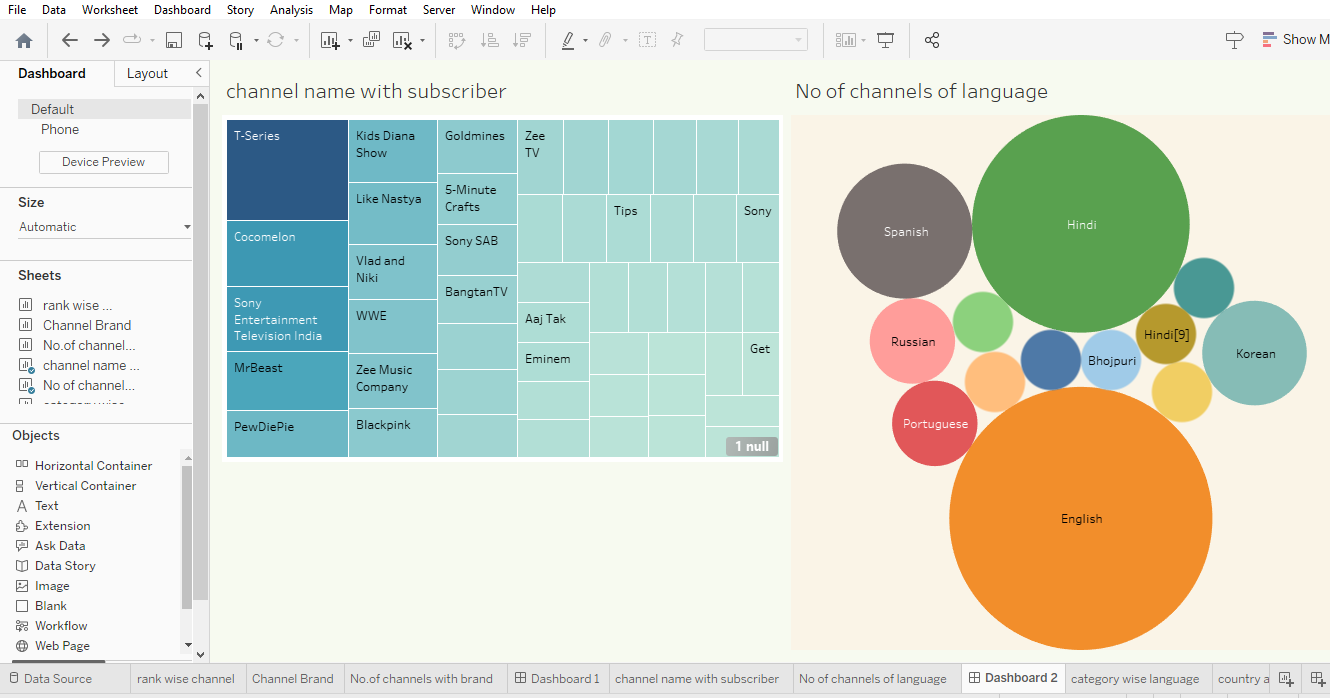 File Data Worksheet Dashboard Story Analysis Map Format Server Window Help
Show M
Dashboard Layout
Default
Phone
Device Preview
Size
Automatic
Sheets
rank wise ...
Channel Brand
No.of channel...
channel name ...
No of channel...
Objects
Horizontal Container
Vertical Container
Text
Extension
Ask Data
Data Story
Image
Blank
Workflow
Web Page
channel name with subscriber
T-Series
Cocomelon
Sony
Entertainment
Television India
MrBeast
PewDiePie
Kids Diana
Show
Like Nastya
Vlad and
Niki
WWE
Zee Music
Company
Blackpink
Goldmines
5-Minute
Crafts
Sony SAB
BangtanTV
Zee
TV
Tips
Sony
Aaj Tak
Eminem
Get
1 null
No of channels of language
Spanish
Hindi
Russian
Hindi[9]
Bhojpuri
Korean
Portuguese
English
Data Source rank wise channel Channel Brand No.of channels with brand Dashboard 1 channel name with subscriber No of channels of language Dashboard 2 category wise language country a